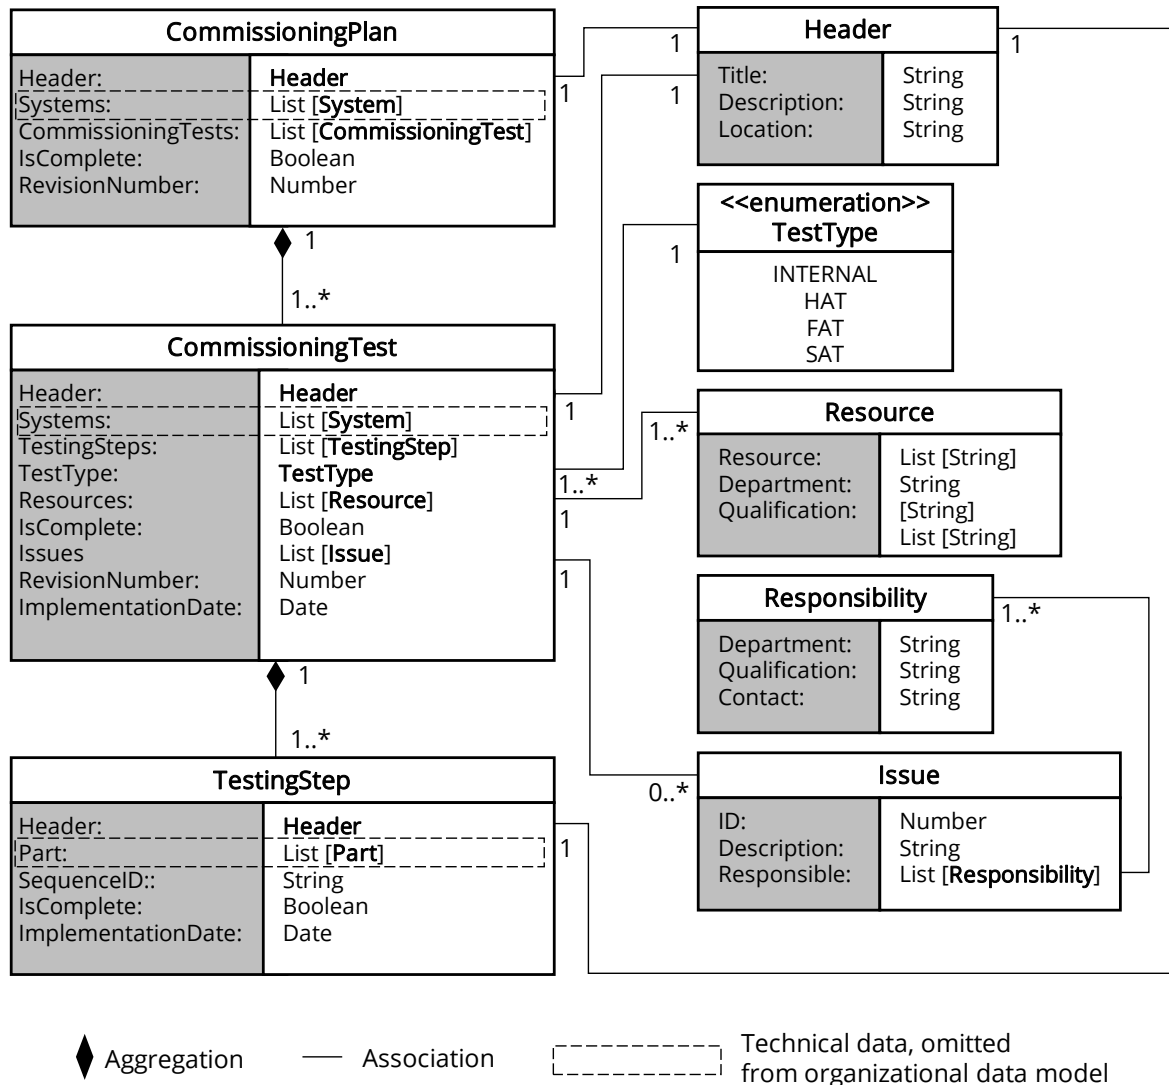 CommissioningPlan
Header: Header
Systems: List [System]
CommissioningTests: List [CommissioningTest]
IsComplete: Boolean
RevisionNumber: Number
1
1
1..*
Header
Title: String
Description: String
Location: String
1
1
1
<<enumeration>>
TestType
INTERNAL
HAT
FAT
SAT
1
CommissioningTest
Header: Header
Systems: List [System]
TestingSteps: List [TestingStep]
TestType: TestType
Resources: List [Resource]
IsComplete: Boolean
Issues List [Issue]
RevisionNumber: Number
ImplementationDate: Date
1
1..*
1
1
1
1..*
Resource
Resource: List [String]
Department: String
Qualification: [String]
List [String]
1..*
Responsibility
Department: String
Qualification: String
Contact: String
1..*
TestingStep
Header: Header
Part: List [Part]
SequenceID:: String
IsComplete: Boolean
ImplementationDate: Date
1
Issue
ID: Number
Description: String
Responsible: List [Responsibility]
0..*
Aggregation
Association
Technical data, omitted
from organizational data model